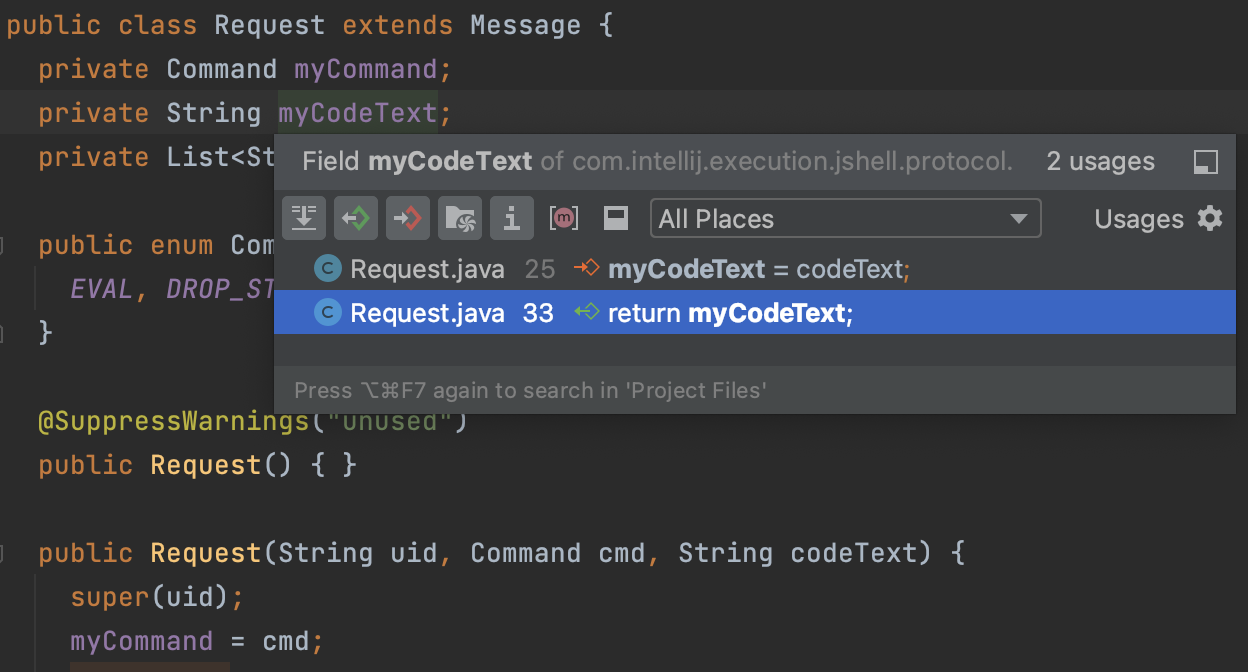 public class Request extends Message {
private Command myCommand;
private String myCodeText;
private List<St
Field myCodeText of com.intellij.execution.jshell.protocol. 2 usages
All Places Usages
public enum Com
Request.java 25 myCodeText = codeText;
EVAL, DROP_ST
Request.java 33 return myCodeText;
}
Press ⌥⌘F7 again to search in 'Project Files'
@SuppressWarnings("unused")
public Request() { }
public Request(String uid, Command cmd, String codeText) {
super(uid);
myCommand = cmd;